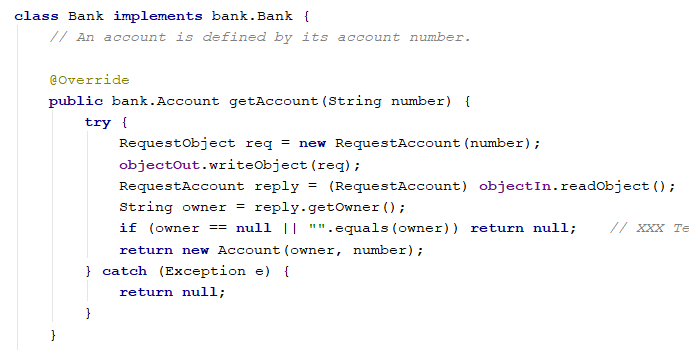 class Bank implements bank.Bank {
// An account is defined by its account number.
@Override
public bank.Account getAccount(String number) {
try {
RequestObject req = new RequestAccount(number);
objectOut.writeObject(req);
RequestAccount reply = (RequestAccount) objectIn.readObject();
String owner = reply.getOwner();
if (owner == null || "".equals(owner)) return null;    // XXX Te
return new Account(owner, number);
} catch (Exception e) {
return null;
}
}